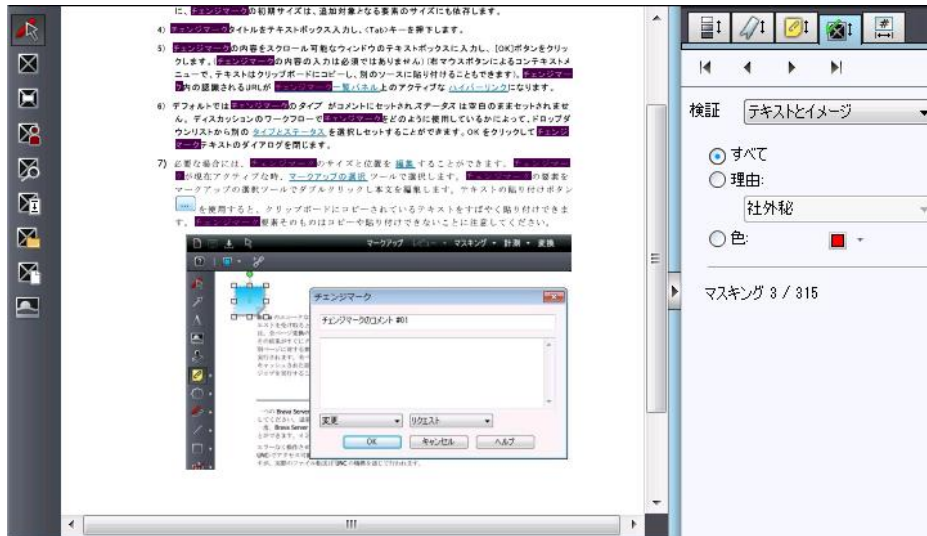 に、チェンジマークの初期サイズは、追加対象となる要素のサイズにも依存します。
4) チェンジマークタイトルをテキストボックス入力し、<Tab>キーを押下します。
5) チェンジマークの内容をスクロール可能なウィンドウのテキストボックスに入力し、[OK]ボタンをクリッ
クします。(チェンジマークの内容の入力は必須ではありません)(右マウスボタンによるコンテキストメ
ニューで、テキストはクリップボードにコピーし、別のソースに貼り付けることもできます)。チェンジマー
ク内の認識されるURLが チェンジマーク一覧パネル上のアクティブな ハイパーリンクになります。
6) デフォルトではチェンジマークのタイプ がコメントにセットされステータス は空白のままセットされませ
ん。ディスカッションのワークフローでチェンジマークをどのように使用しているかによって、ドロップダ
ウンリストから別の タイプとステータス を選択しセットすることができます。OK をクリックしてチェンジ
マークテキストのダイアログを閉じます。
7) 必要な場合には、チェンジマークのサイズと位置を 編集 することができます。チェンジマー
クが現在アクティブな時、マークアップの選択 ツールで選択します。チェンジマークの要素を
マークアップの選択ツールでダブルクリックし本文を編集します。テキストの貼り付けボタン
... を使用すると、クリップボードにコピーされているテキストをすばやく貼り付けできま
す。チェンジマーク要素そのものはコピーや貼り付けできないことに注意してください。
マークアップ レビュー マスキング 計測 変換
チェンジマーク
チェンジマークのコメント #01
変更 リクエスト
OK キャンセル ヘルプ
検証 テキストとイメージ
すべて
理由:
社外秘
色:
マスキング 3 / 315